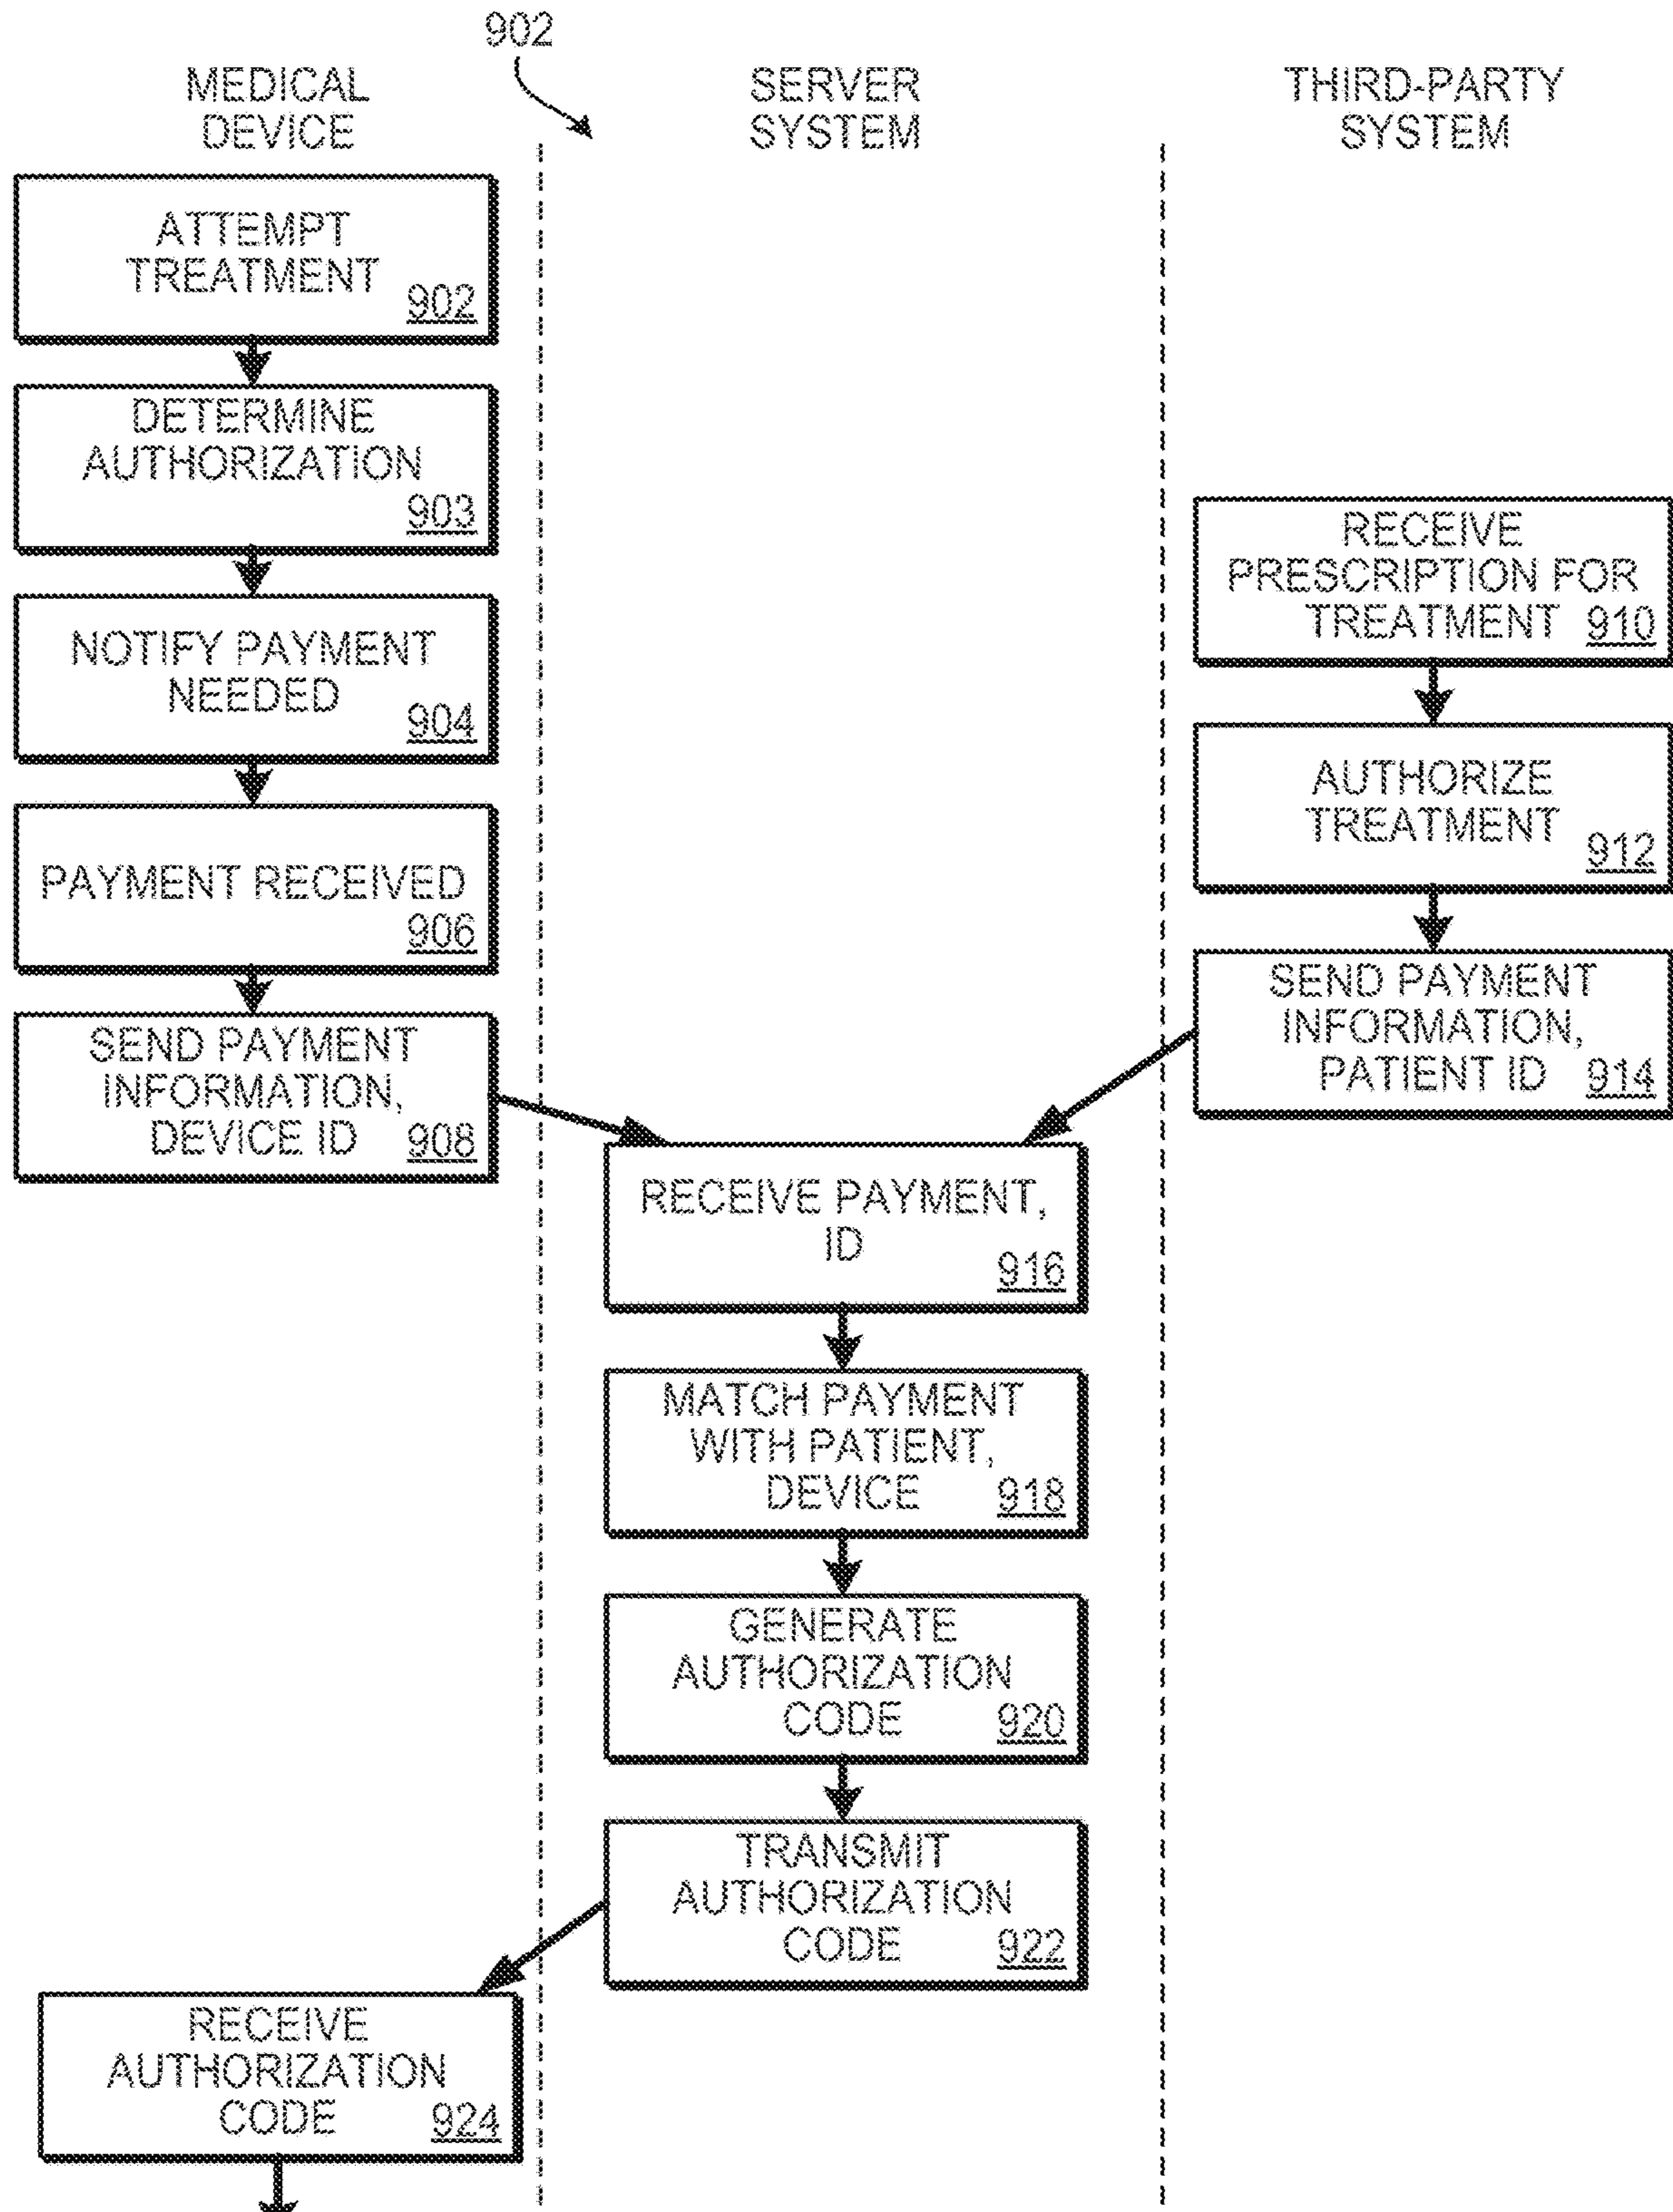 902
MEDICAL
DEVICE
SERVER
SYSTEM
THIRD-PARTY
SYSTEM
ATTEMPT
TREATMENT
902
DETERMINE
AUTHORIZATION
903
NOTIFY PAYMENT
NEEDED
904
PAYMENT RECEIVED
906
SEND PAYMENT
INFORMATION,
DEVICE ID
908
RECEIVE
PRESCRIPTION FOR
TREATMENT
910
AUTHORIZE
TREATMENT
912
SEND PAYMENT
INFORMATION,
PATIENT ID
914
RECEIVE PAYMENT,
ID
916
MATCH PAYMENT
WITH PATIENT,
DEVICE
918
GENERATE
AUTHORIZATION
CODE
920
TRANSMIT
AUTHORIZATION
CODE
922
RECEIVE
AUTHORIZATION
CODE
924